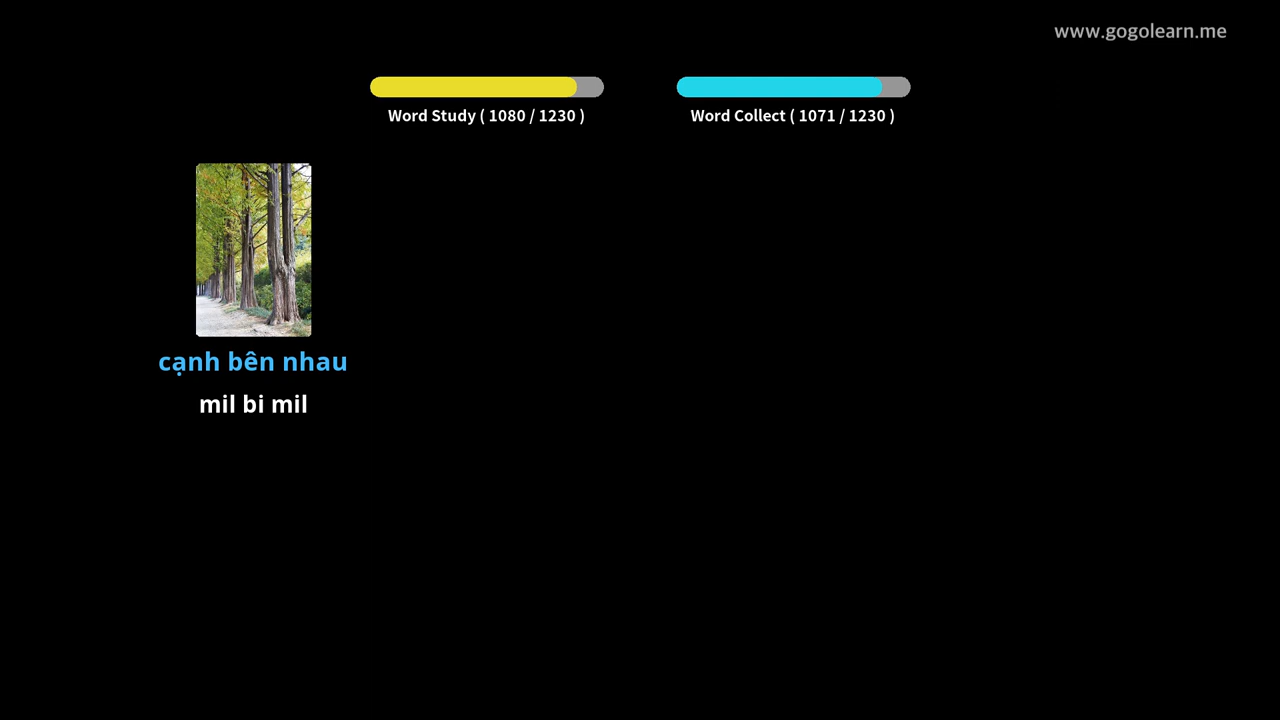 www.gogolearn.me
Word Study ( 1080 / 1230 )
Word Collect ( 1071 / 1230 )
cạnh bên nhau
mil bi mil